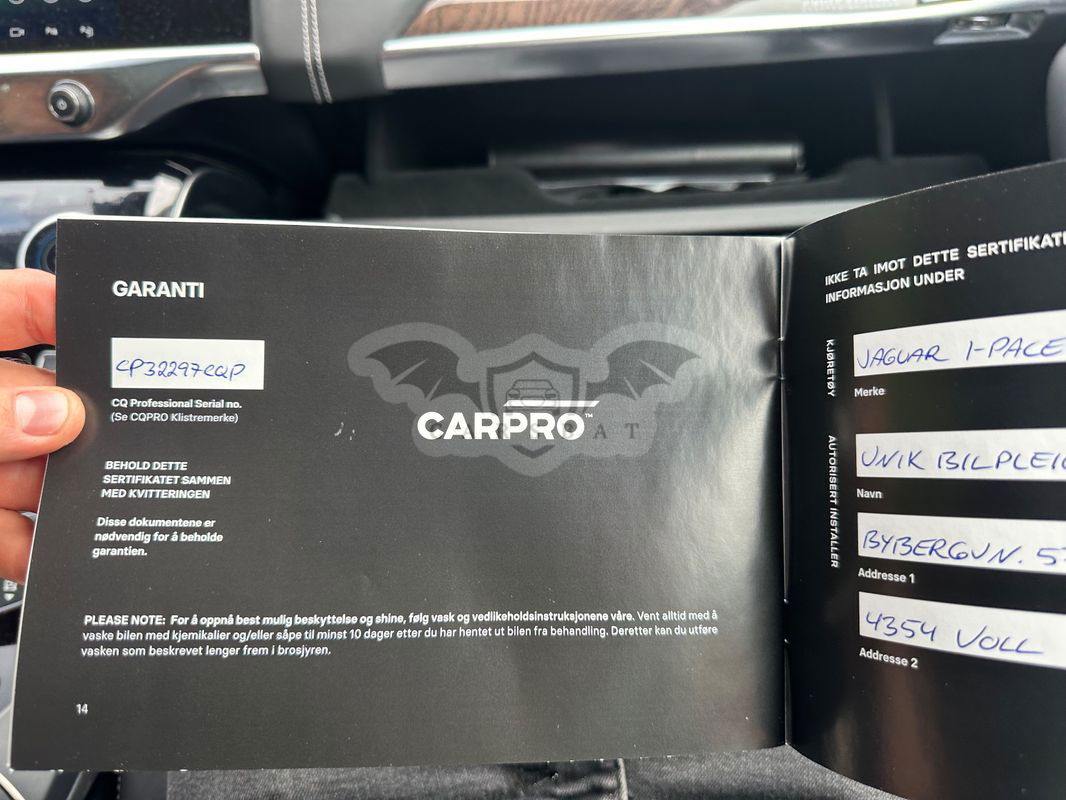 GARANTI
CP32297CQP
CQ Professional Serial no.
(Se CQPRO Klistremerke)
BEHOLD DETTE
SERTIFIKATET SAMMEN
MED KVITTERINGEN
Disse dokumentene er
nødvendig for å beholde
garantien.
CARPRO™
PLEASE NOTE: For å oppnå best mulig beskyttelse og shine, følg vask og vedlikeholdsinstruksjonene våre. Vent alltid med å
vaske bilen med kjemikalier og/eller såpe til minst 10 dager etter du har hentet ut bilen fra behandling. Deretter kan du utføre
vasken som beskrevet lenger frem i brosjyren.
14
IKKE TA IMOT DETTE SERTIFIKATE
INFORMASJON UNDER
KJØRETØY
JAGUAR I-PACE
Merke
AUTORISERT INSTALLER
UNIK BILPLEIE
Navn
BYBERGVN. 5
Addresse 1
4354 VOLL
Addresse 2